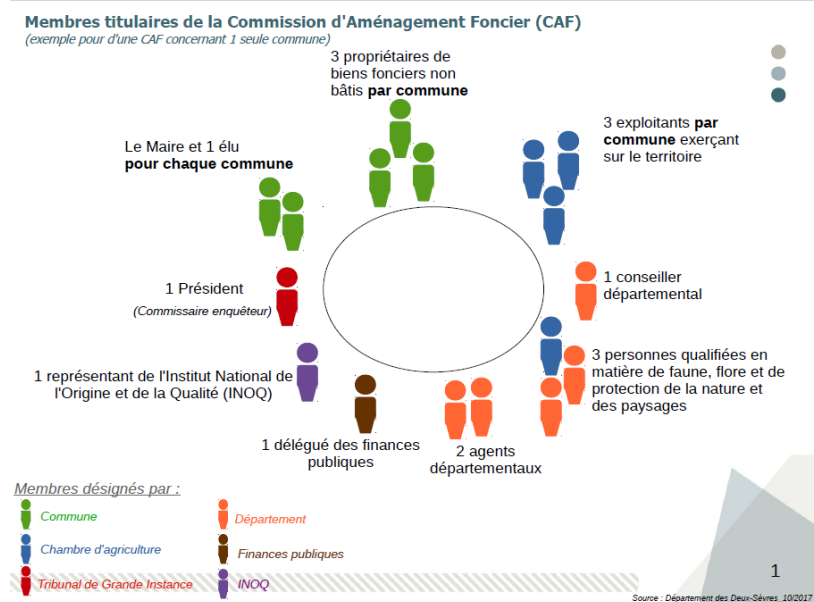 Membres titulaires de la Commission d'Aménagement Foncier (CAF)
(exemple pour d'une CAF concernant 1 seule commune)
3 propriétaires de
biens fonciers non
bâtis par commune
3 exploitants par
commune exerçant
sur le territoire
Le Maire et 1 élu
pour chaque commune
1 Président
(Commissaire enquêteur)
1 conseiller
départemental
1 représentant de l'Institut National de
l'Origine et de la Qualité (INOQ)
3 personnes qualifiées en
matière de faune, flore et de
protection de la nature et
des paysages
1 délégué des finances
publiques
2 agents
départementaux
Membres désignés par :
Commune
Département
Chambre d'agriculture
Finances publiques
Tribunal de Grande Instance
INOQ
1
Source : Département des Deux-Sèvres_10/2017